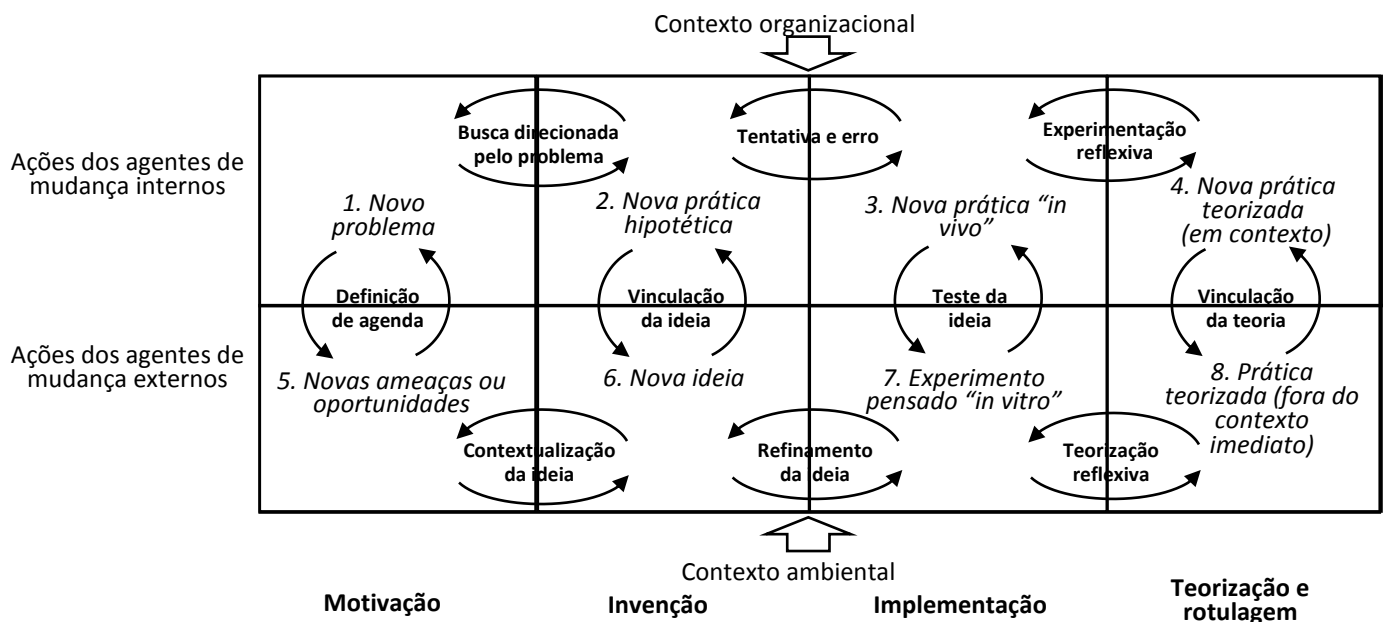 Contexto organizacional
Ações dos agentes de
mudança internos
Busca direcionada
pelo problema
Tentativa e erro
Experimentação
reflexiva
1. Novo
problema
2. Nova prática
hipotética
3. Nova prática “in
vivo”
4. Nova prática
teorizada
(em contexto)
Definição
de agenda
Vinculação
da ideia
Teste da
ideia
Vinculação
da teoria
Ações dos agentes de
mudança externos
5. Novas ameaças ou
oportunidades
6. Nova ideia
7. Experimento
pensado “in vitro”
8. Prática
teorizada (fora do
contexto
imediato)
Contextualização
da ideia
Refinamento
da ideia
Teorização
reflexiva
Contexto ambiental
Motivação
Invenção
Implementação
Teorização e
rotulagem